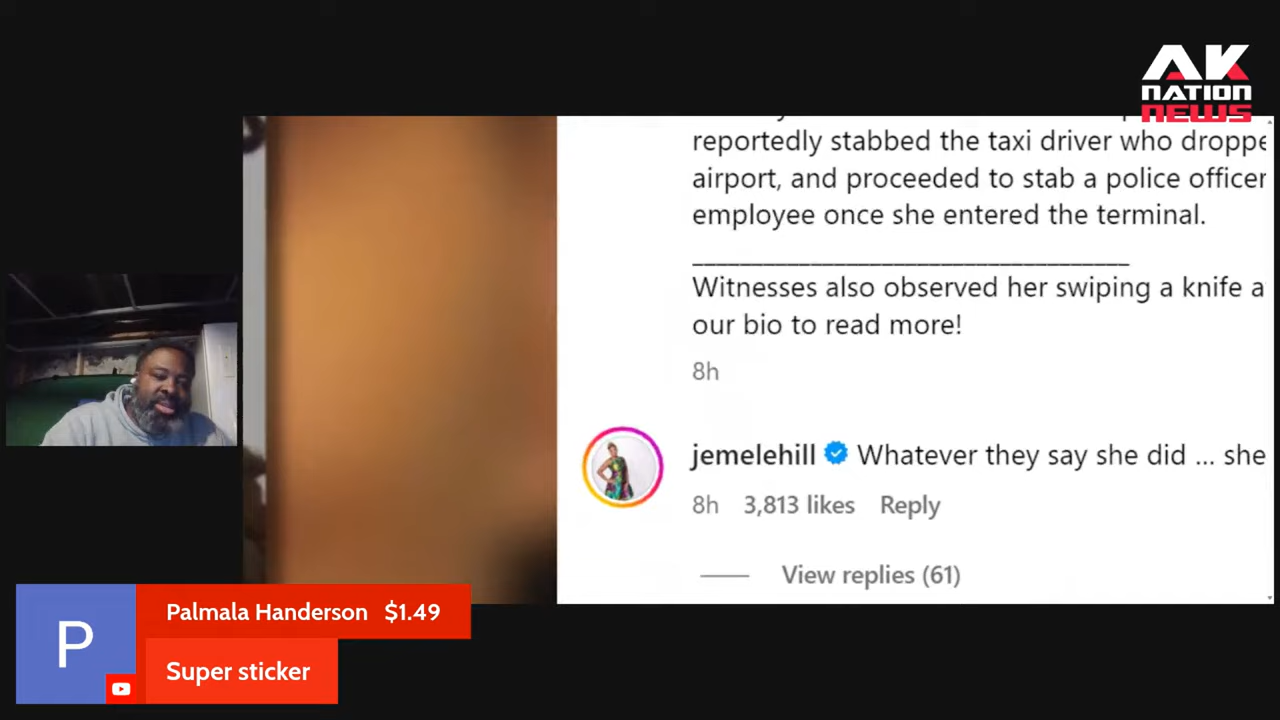 AK
NATION
NEWS
reportedly stabbed the taxi driver who droppe
airport, and proceeded to stab a police officer
employee once she entered the terminal.
___________________________________
Witnesses also observed her swiping a knife a
our bio to read more!
8h
jemelehill Whatever they say she did ... she
8h 3,813 likes Reply
View replies (61)
P
Palmala Handerson $1.49
Super sticker